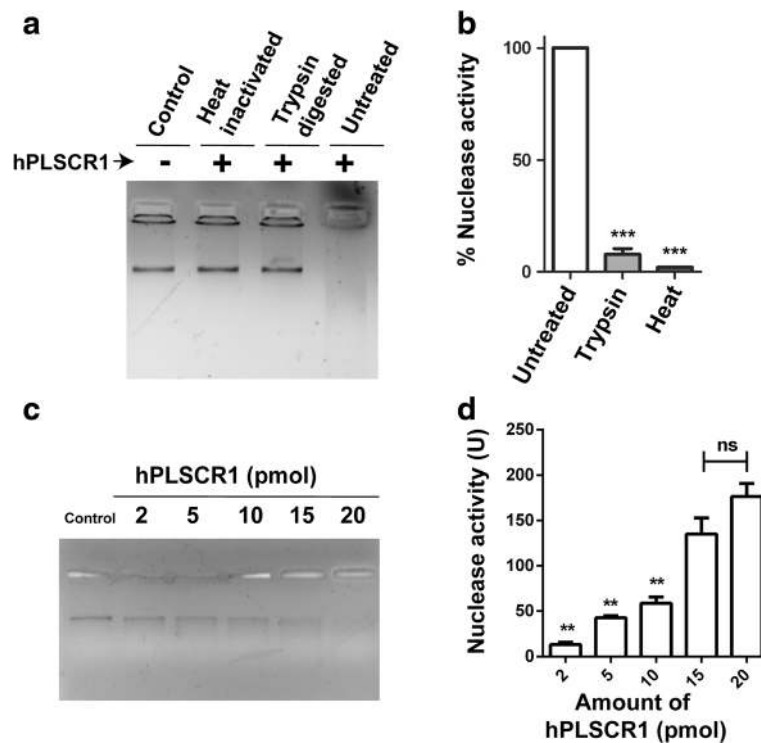 a
Control
Heat
inactivated
Trypsin
digested
Untreated
hPLSCR1
- + + +
b
% Nuclease activity
100
50
0
***
***
Untreated
Trypsin
Heat
c
hPLSCR1 (pmol)
Control 2 5 10 15 20
d
Nuclease activity (U)
250
200
150
100
50
0
ns
**
**
**
2 5 10 15 20
Amount of
hPLSCR1 (pmol)